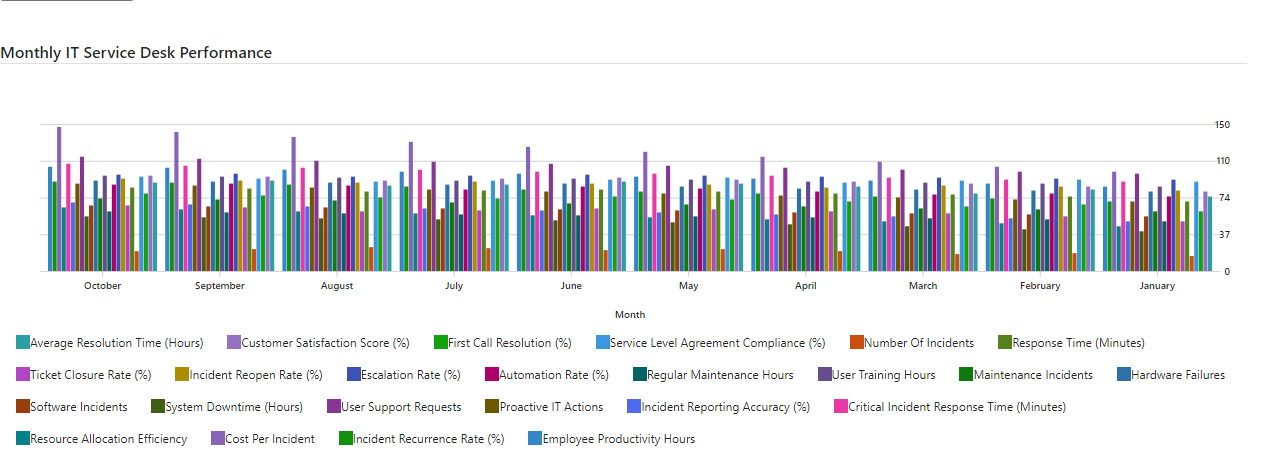 Monthly IT Service Desk Performance
150
110
74
37
0
October September August July June May April March February January
Month
Average Resolution Time (Hours) Customer Satisfaction Score (%) First Call Resolution (%) Service Level Agreement Compliance (%) Number Of Incidents Response Time (Minutes)
Ticket Closure Rate (%) Incident Reopen Rate (%) Escalation Rate (%) Automation Rate (%) Regular Maintenance Hours User Training Hours Maintenance Incidents Hardware Failures
Software Incidents System Downtime (Hours) User Support Requests Proactive IT Actions Incident Reporting Accuracy (%) Critical Incident Response Time (Minutes)
Resource Allocation Efficiency Cost Per Incident Incident Recurrence Rate (%) Employee Productivity Hours